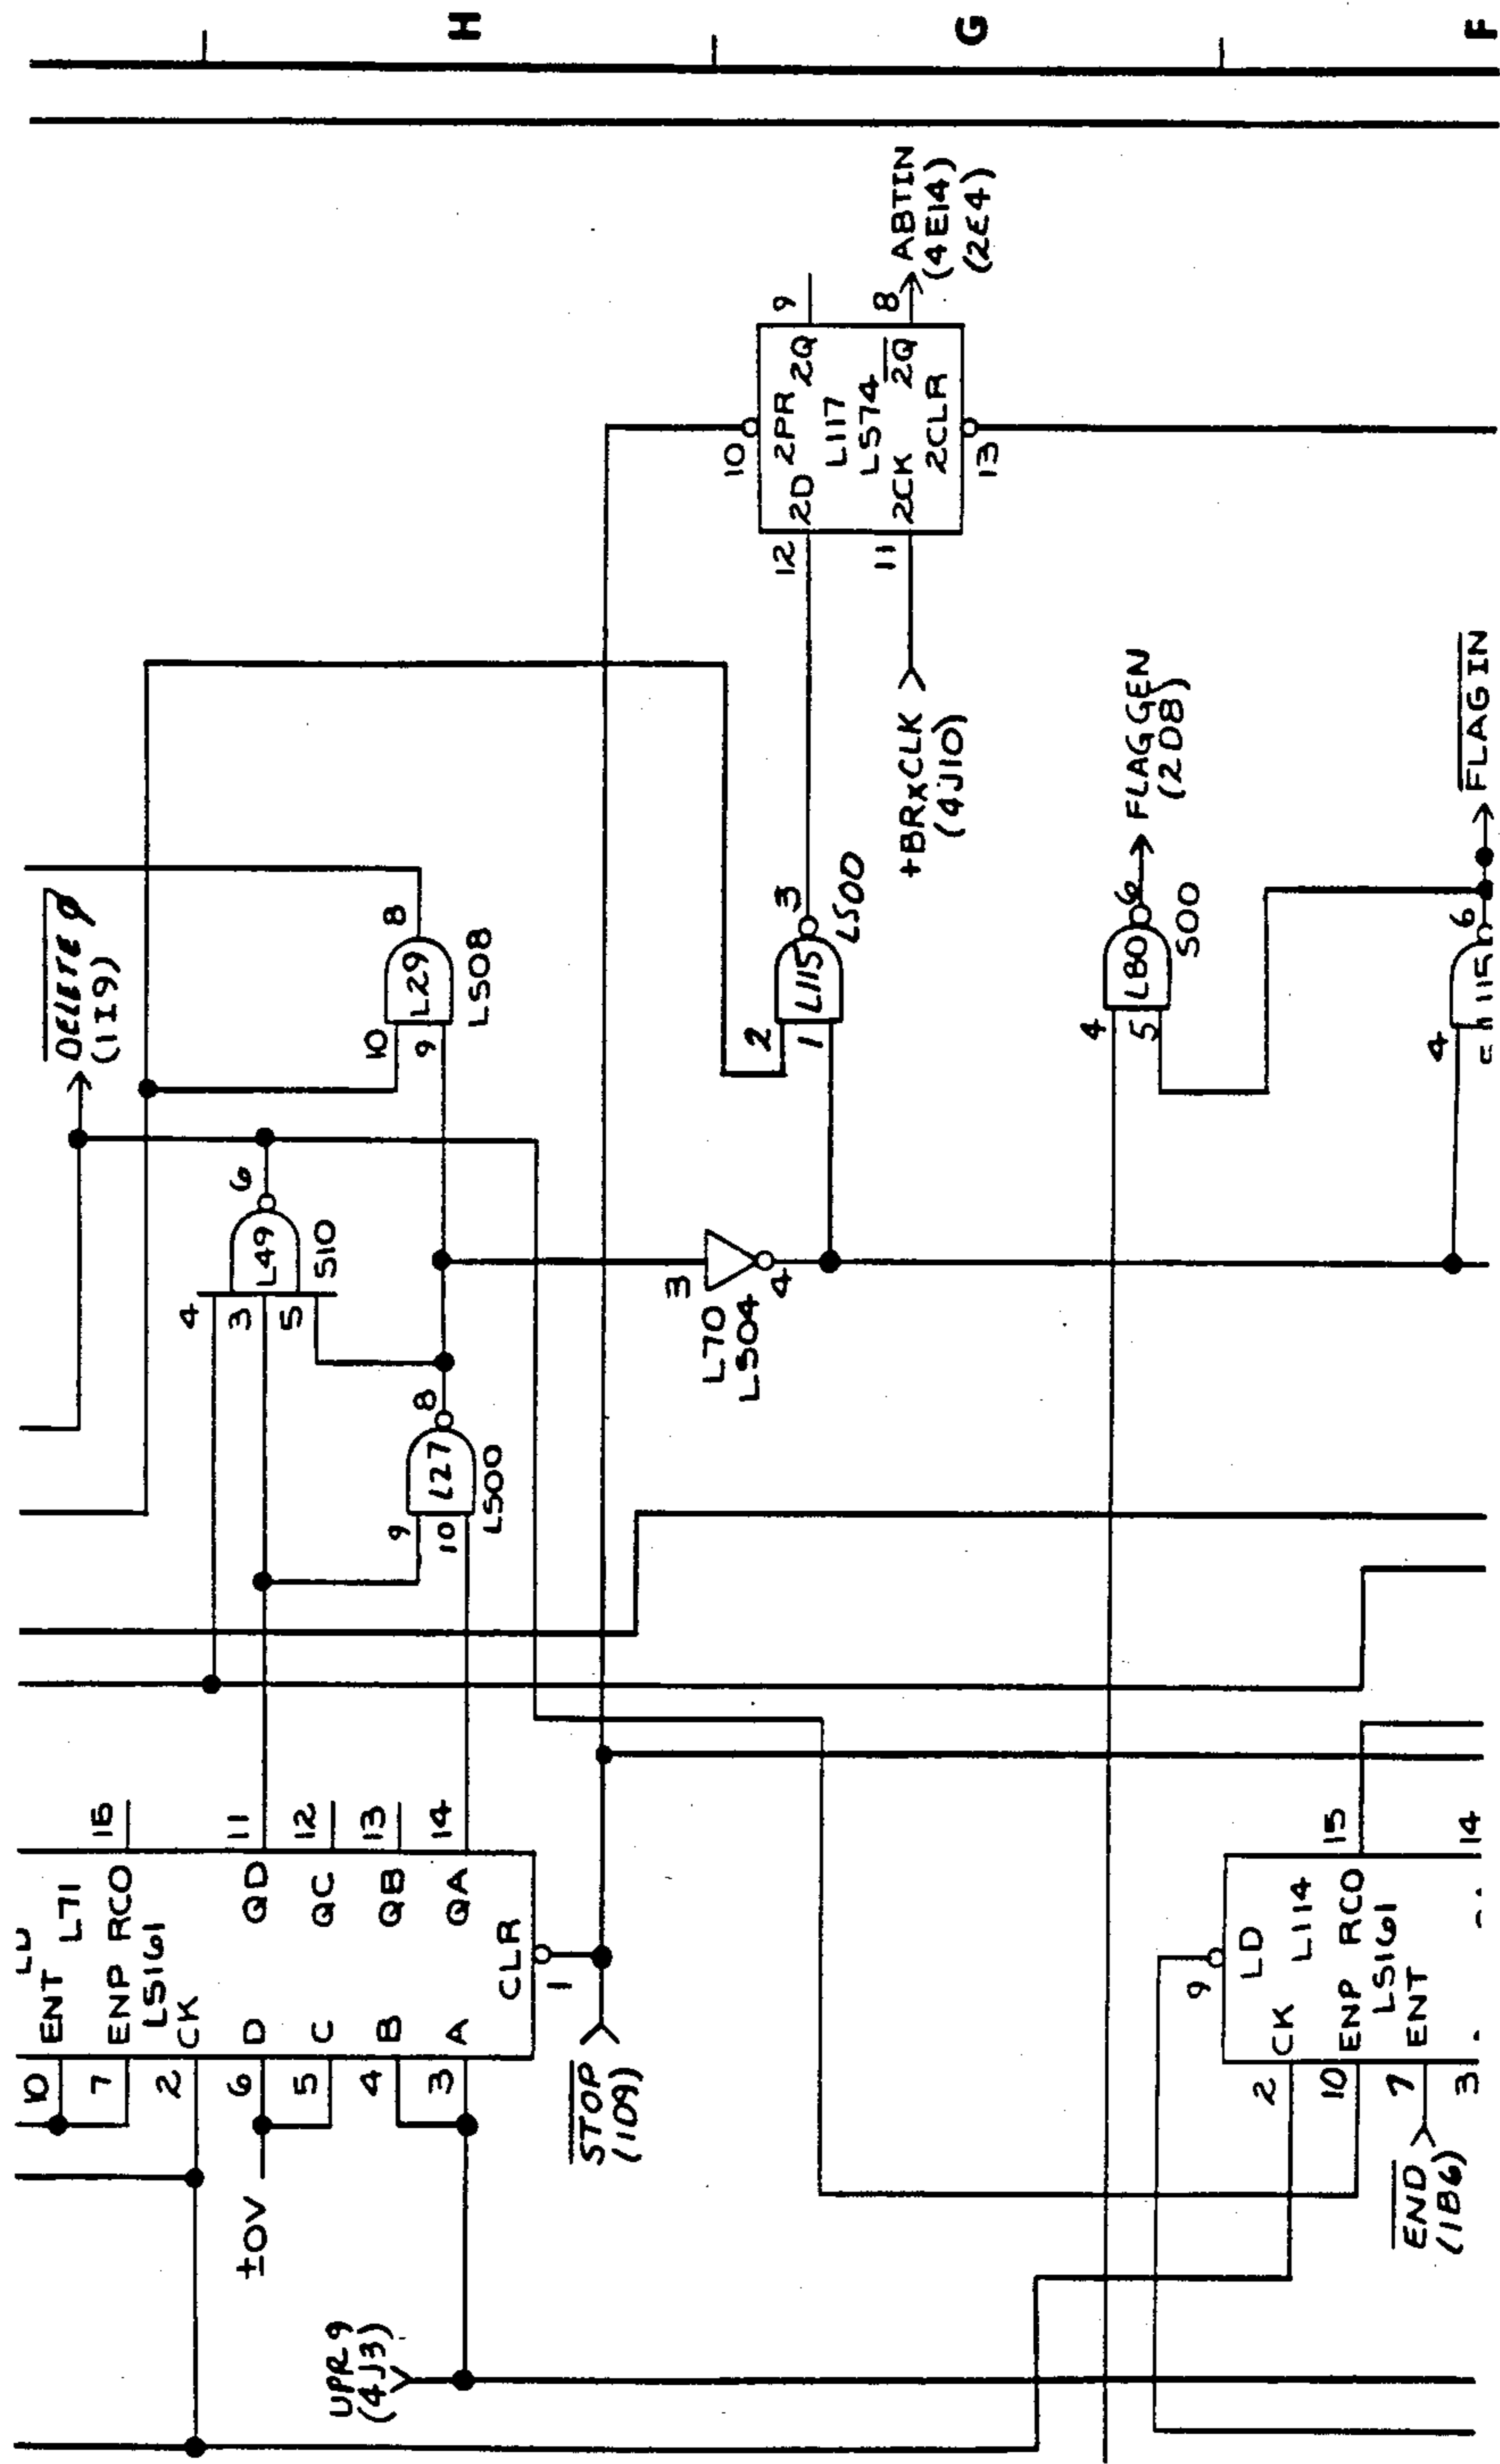 H
G
F
DELETE Ø
(1I9)
ABTIN
(4E14)
(2E4)
9
8
10
2PR
2D
2Q
L117
LS74
2CK
2Q
2CLR
13
12
11
+BRxCLK
(4J10)
FLAG GEN
(2D8)
FLAG IN
8
L29
LS08
10
9
3
L115
LS00
2
1
6
L80
S00
4
5
6
4
L115
6
L49
S10
4
3
5
3
4
L70
LS04
8
L27
LS00
9
10
15
11
12
13
14
LD
ENT L71
ENP RCO
LS161
CK
D
QD
C
QC
B
QB
A
QA
CLR
1
10
7
2
6
5
4
3
±0V
STOP
(1D9)
UPR9
(4J3)
9
LD
CK L114
ENP RCO
LS161
ENT
15
14
2
10
7
3
END
(1B6)